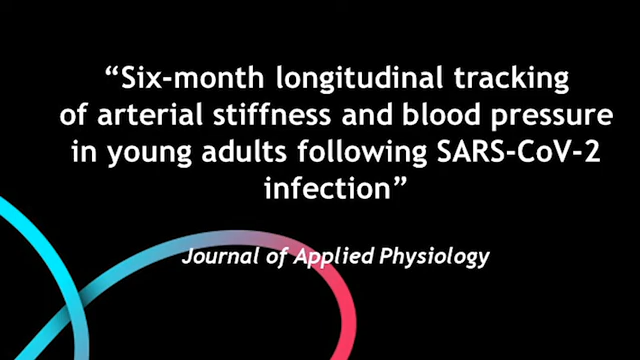 “Six-month longitudinal tracking
of arterial stiffness and blood pressure
in young adults following SARS-CoV-2
infection”
Journal of Applied Physiology